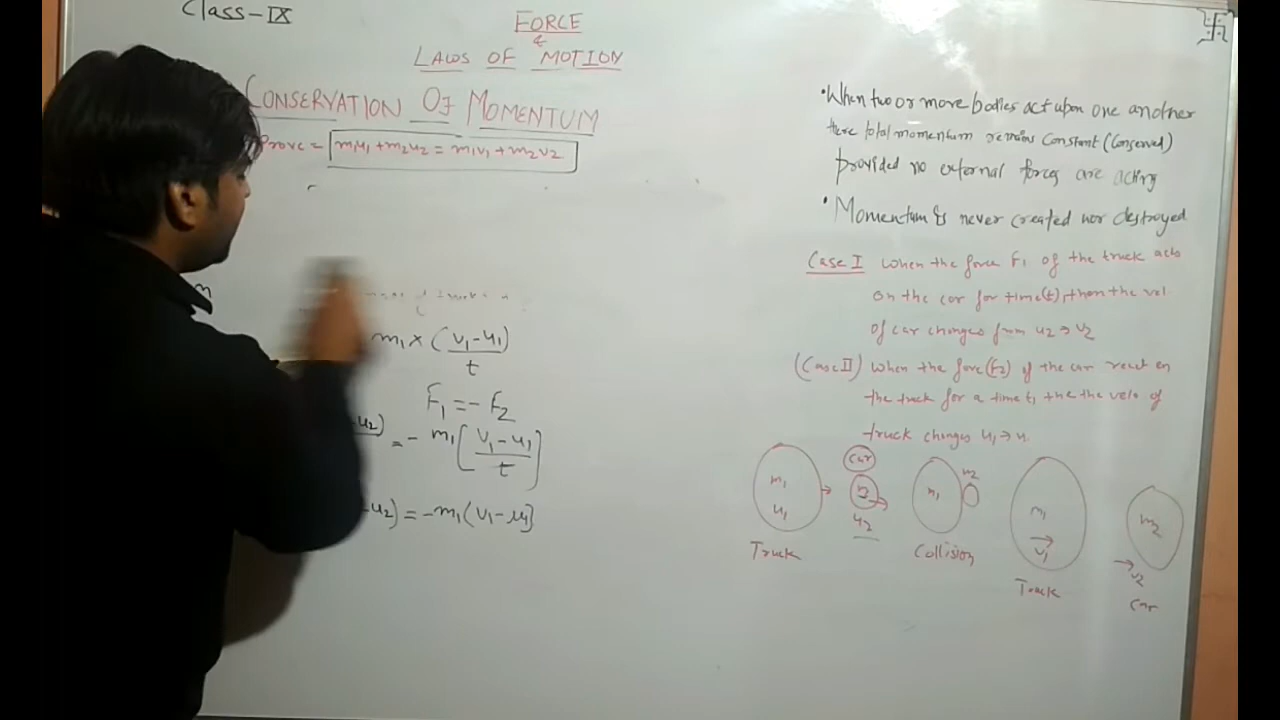 Class-IX
FORCE
&
LAWS OF MOTION
CONSERVATION OF MOMENTUM
Prove = m1u1 + m2u2 = m1v1 + m2v2
m1 × (v1-u1)
t
F1 = - F2
u2) = - m1 [v1-u1]
t
-u2) = -m1(v1-u1)
•When two or more bodies act upon one another
there total momentum remains Constant (Conserved)
provided no external forces are acting
•Momentum is never created nor destroyed
Case I When the force F1 of the truck acts
on the car for time(t), then the vel.
of car changes from u2→v2
(Case II) When the force(F2) of the car react on
the truck for a time t, the the velo of
truck changes u1→
m1
u1
Truck
Car
u2
m2
m1
Collision
m1
→
v1
Truck
m2
→
v2
Car